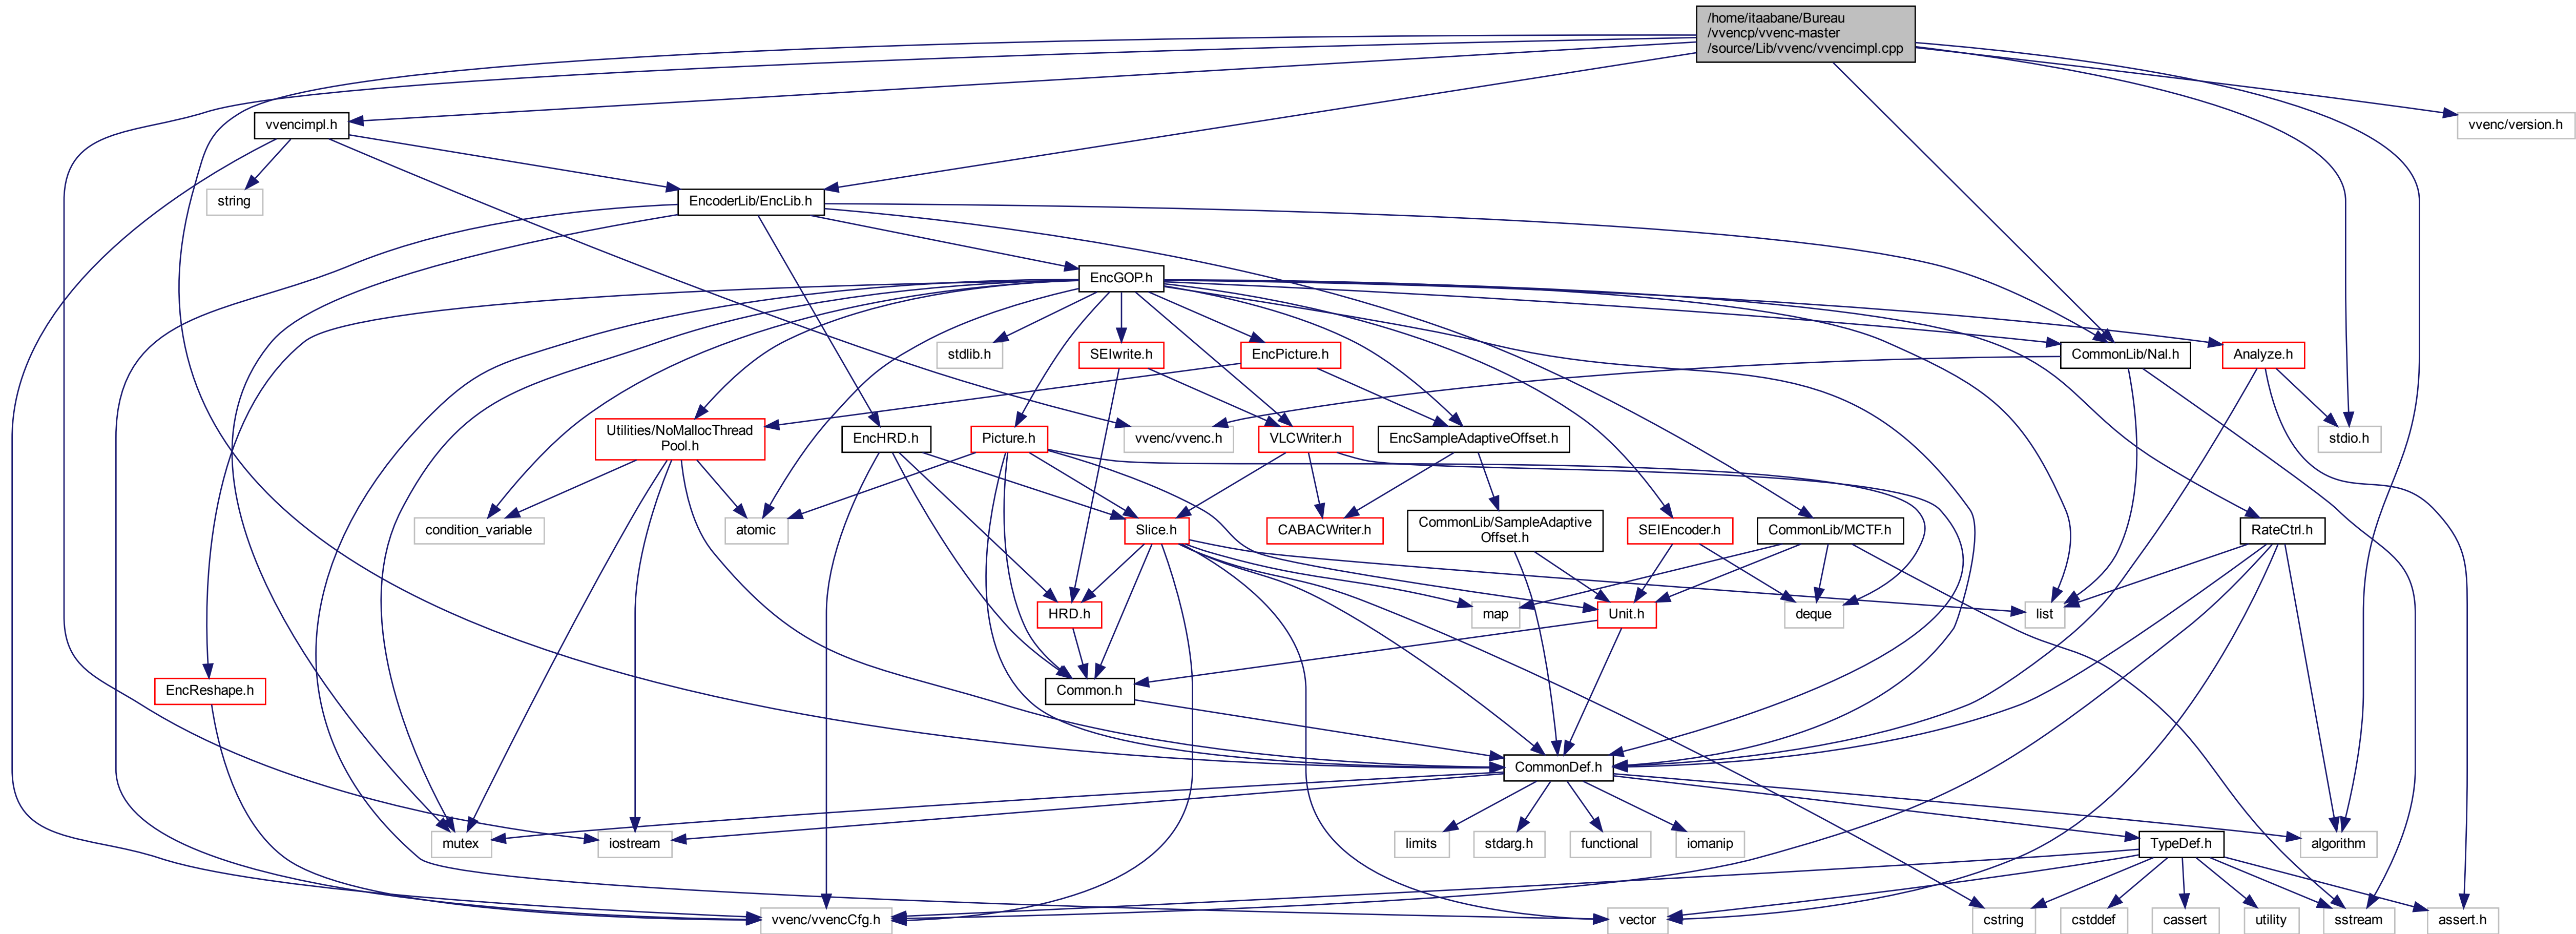 /home/itaabane/Bureau
/vvencp/vvenc-master
/source/Lib/vvenc/vvencimpl.cpp
vvencimpl.h
vvenc/version.h
string
EncoderLib/EncLib.h
EncGOP.h
stdlib.h
SEIwrite.h
EncPicture.h
CommonLib/Nal.h
Analyze.h
Utilities/NoMallocThread
Pool.h
EncHRD.h
Picture.h
vvenc/vvenc.h
VLCWriter.h
EncSampleAdaptiveOffset.h
stdio.h
condition_variable
atomic
Slice.h
CABACWriter.h
CommonLib/SampleAdaptive
Offset.h
SEIEncoder.h
CommonLib/MCTF.h
RateCtrl.h
HRD.h
map
Unit.h
deque
list
EncReshape.h
Common.h
CommonDef.h
mutex
iostream
limits
stdarg.h
functional
iomanip
TypeDef.h
algorithm
vvenc/vvencCfg.h
vector
cstring
cstddef
cassert
utility
sstream
assert.h